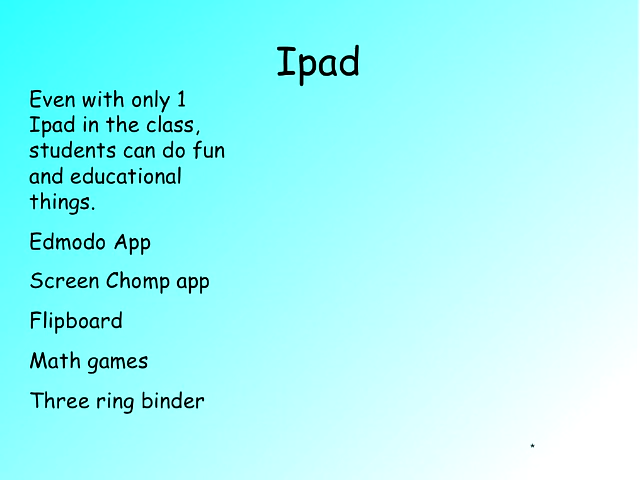 Ipad
Even with only 1
Ipad in the class,
students can do fun
and educational
things.
Edmodo App
Screen Chomp app
Flipboard
Math games
Three ring binder
*